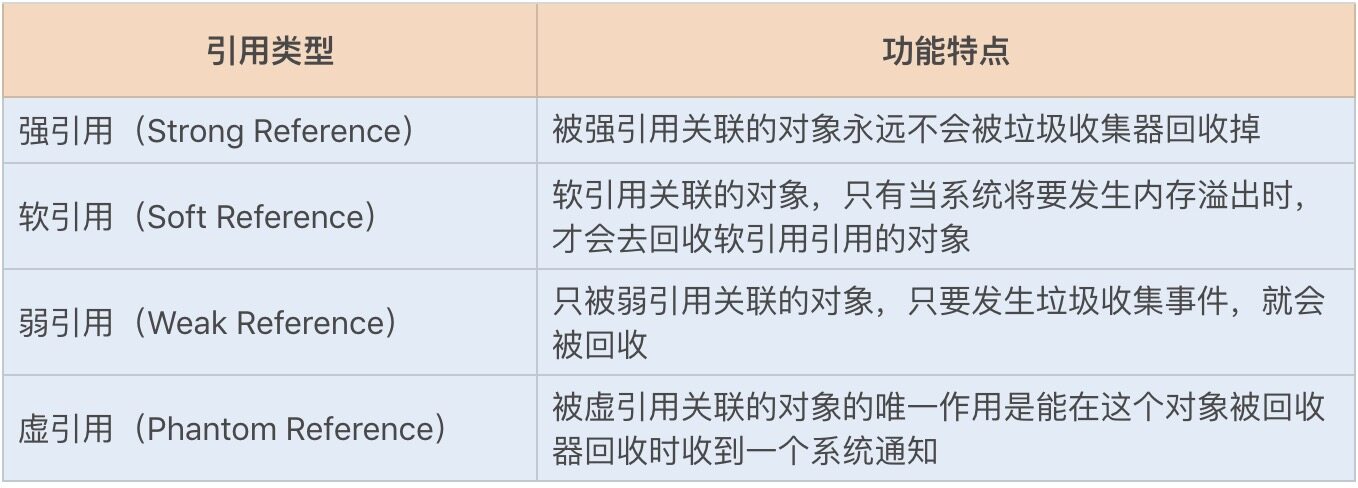 引用类型
功能特点
强引用（Strong Reference）
被强引用关联的对象永远不会被垃圾收集器回收掉
软引用（Soft Reference）
软引用关联的对象，只有当系统将要发生内存溢出时，
才会去回收软引用引用的对象
弱引用（Weak Reference）
只被弱引用关联的对象，只要发生垃圾收集事件，就会
被回收
虚引用（Phantom Reference）
被虚引用关联的对象的唯一作用是能在这个对象被回收
器回收时收到一个系统通知